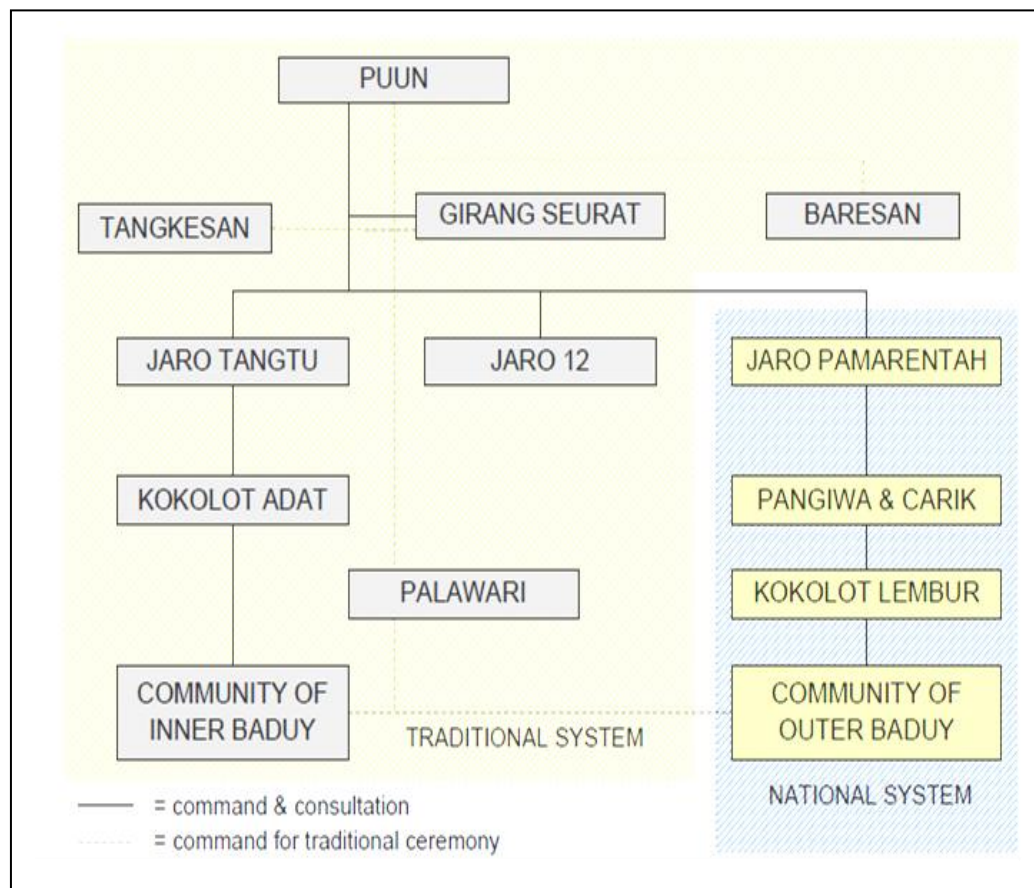 PUUN
TANGKESAN
GIRANG SEURAT
BARESAN
JARO TANGTU
JARO 12
JARO PAMARENTAH
KOKOLOT ADAT
PANGIWA & CARIK
PALAWARI
KOKOLOT LEMBUR
COMMUNITY OF
INNER BADUY
COMMUNITY OF
OUTER BADUY
TRADITIONAL SYSTEM
NATIONAL SYSTEM
= command & consultation
= command for traditional ceremony